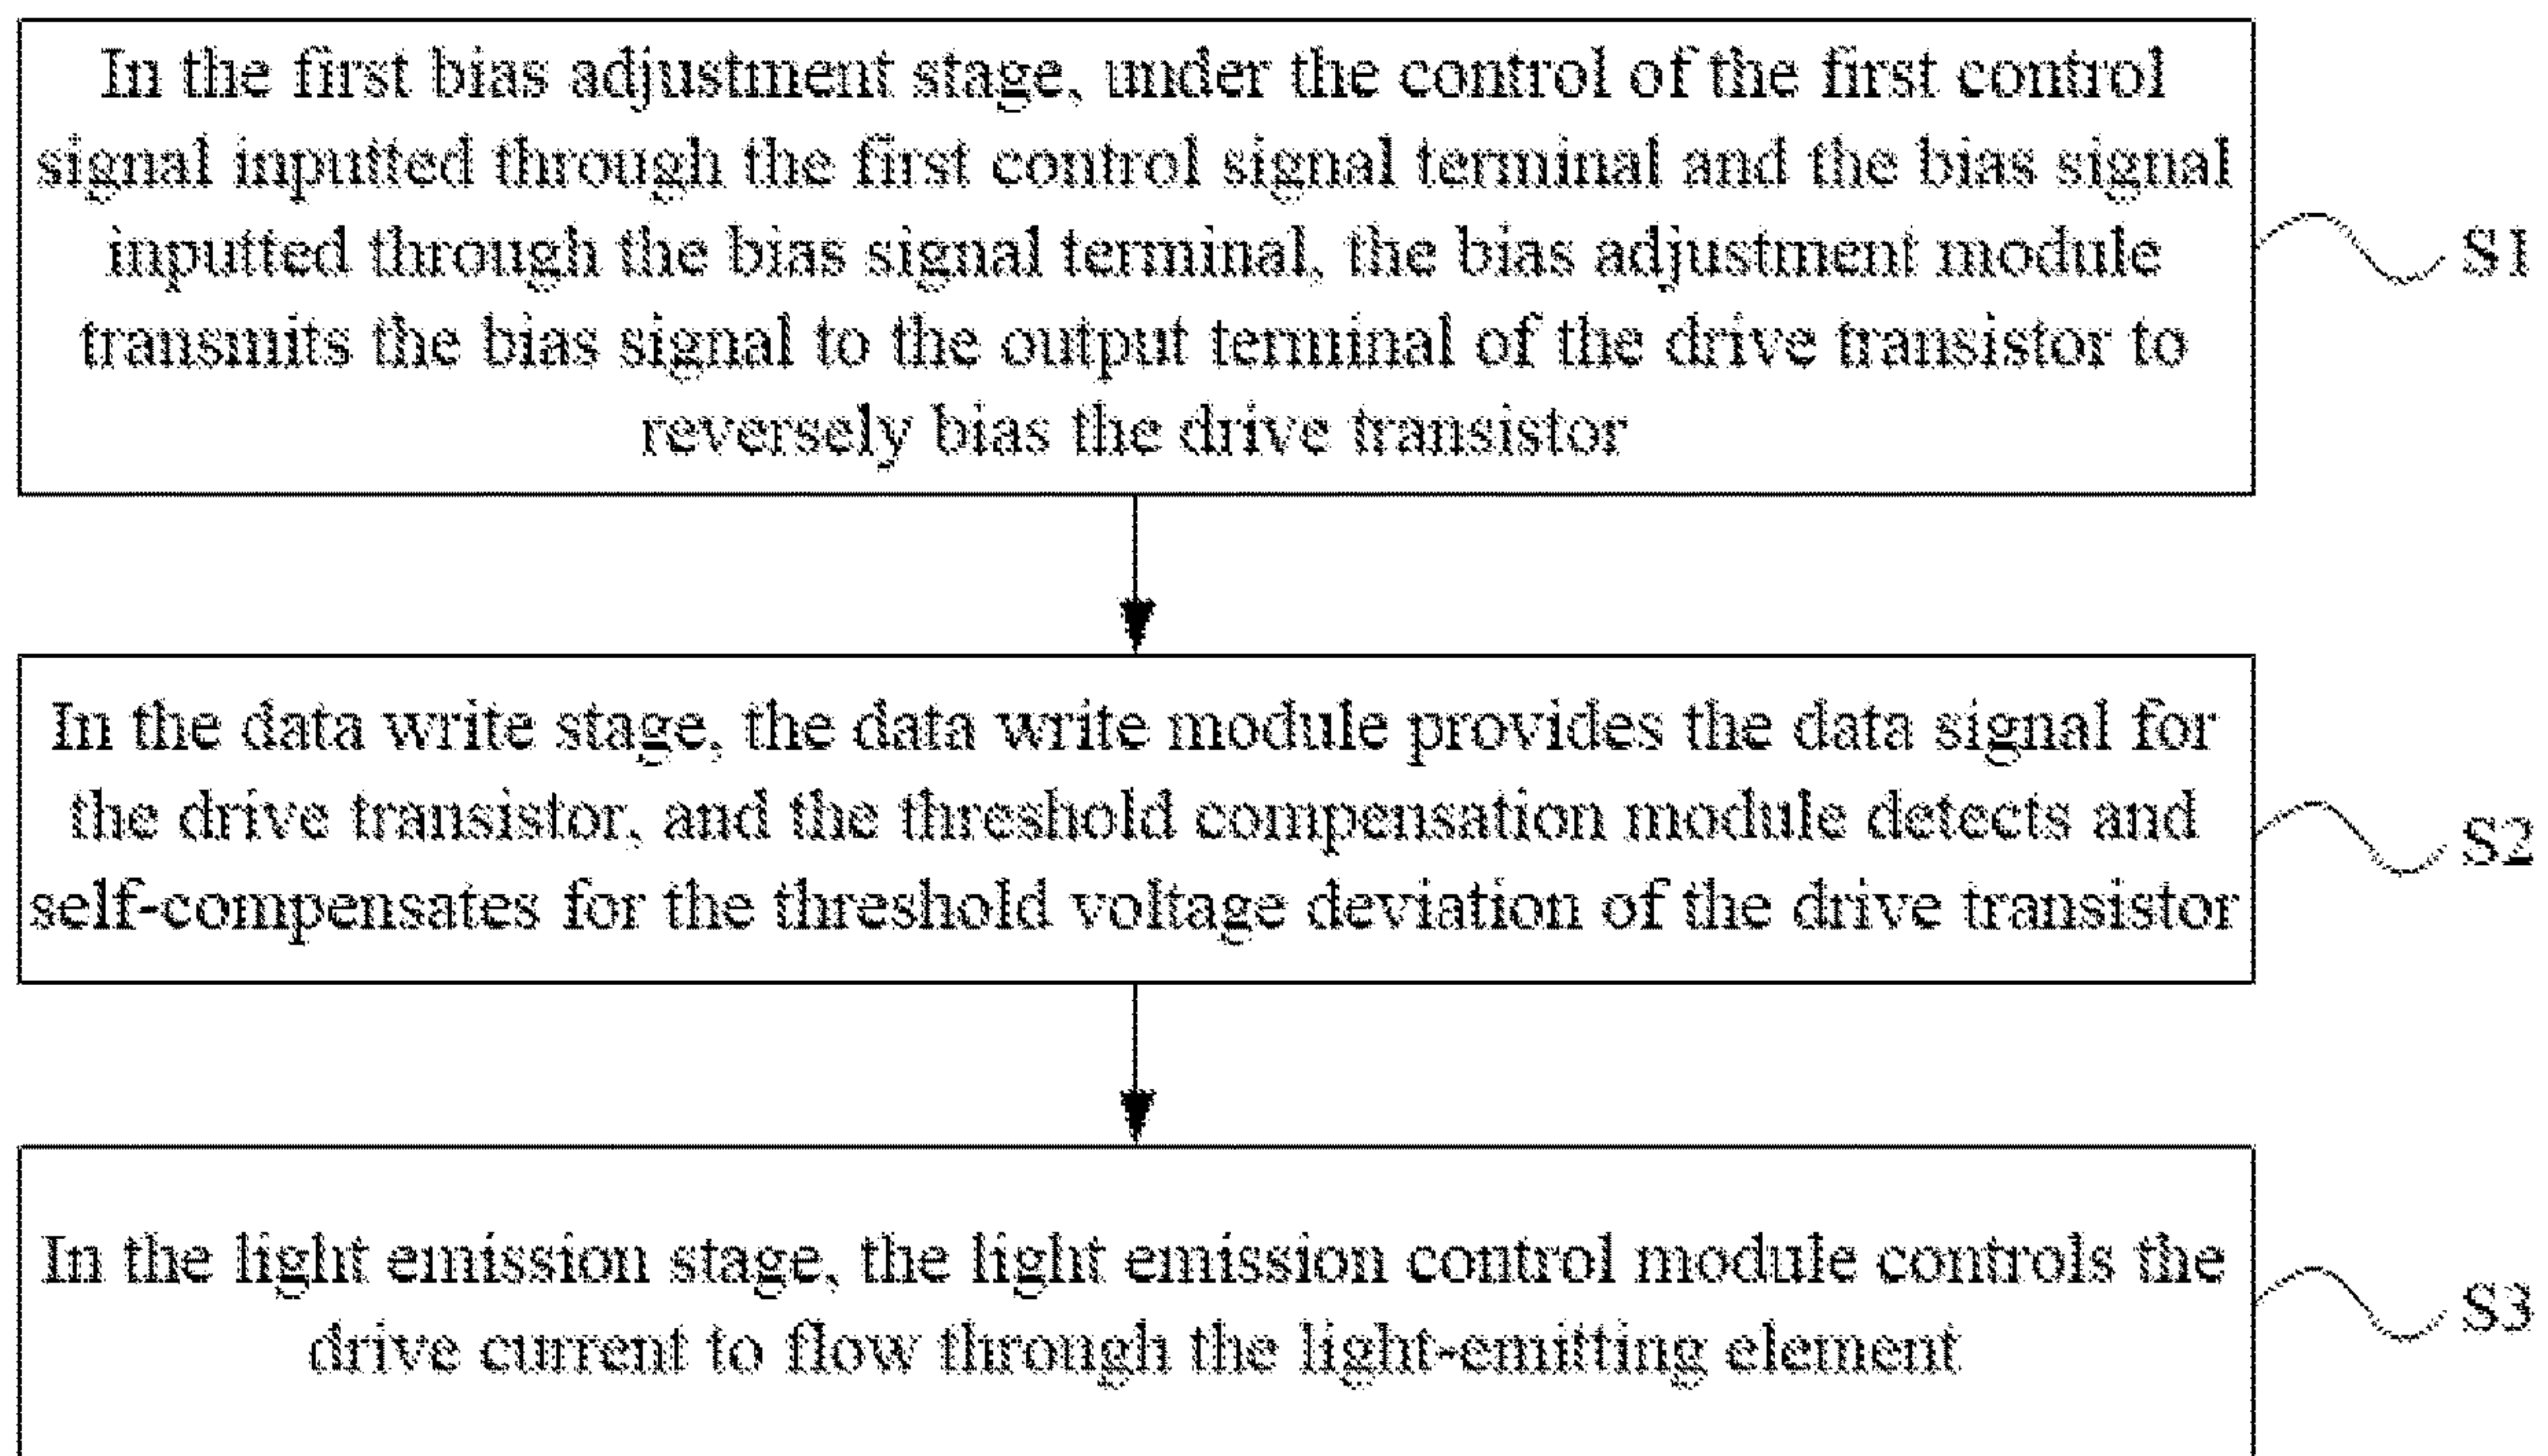 In the first bias adjustment stage, under the control of the first control
signal inputted through the first control signal terminal and the bias signal
inputted through the bias signal terminal, the bias adjustment module
transmits the bias signal to the output terminal of the drive transistor to
reversely bias the drive transistor
S1
In the data write stage, the data write module provides the data signal for
the drive transistor, and the threshold compensation module detects and
self-compensates for the threshold voltage deviation of the drive transistor
S2
In the light emission stage, the light emission control module controls the
drive current to flow through the light-emitting element
S3